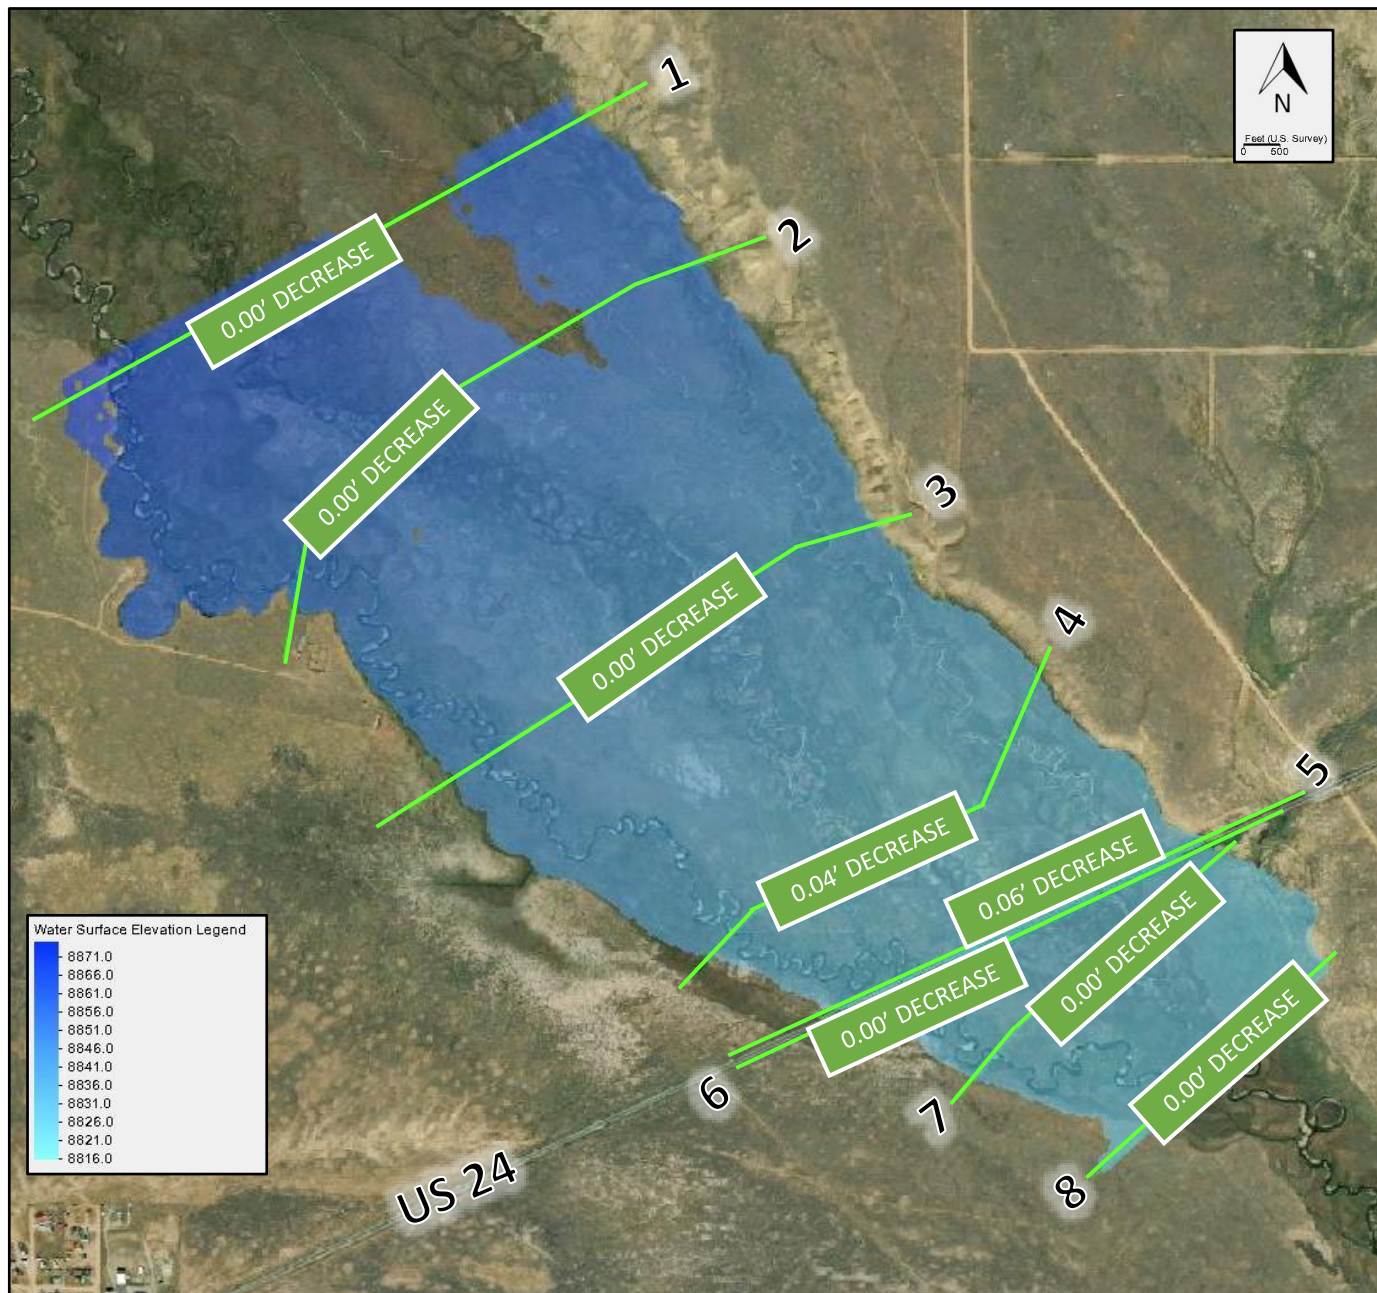 1
N
Feet (U.S. Survey)
0 500
2
0.00’ DECREASE
0.00’ DECREASE
3
0.00’ DECREASE
4
5
0.04’ DECREASE
0.06’ DECREASE
0.00’ DECREASE
0.00’ DECREASE
0.00’ DECREASE
6
7
8
US 24
Water Surface Elevation Legend
8871.0
8866.0
8861.0
8856.0
8851.0
8846.0
8841.0
8836.0
8831.0
8826.0
8821.0
8816.0